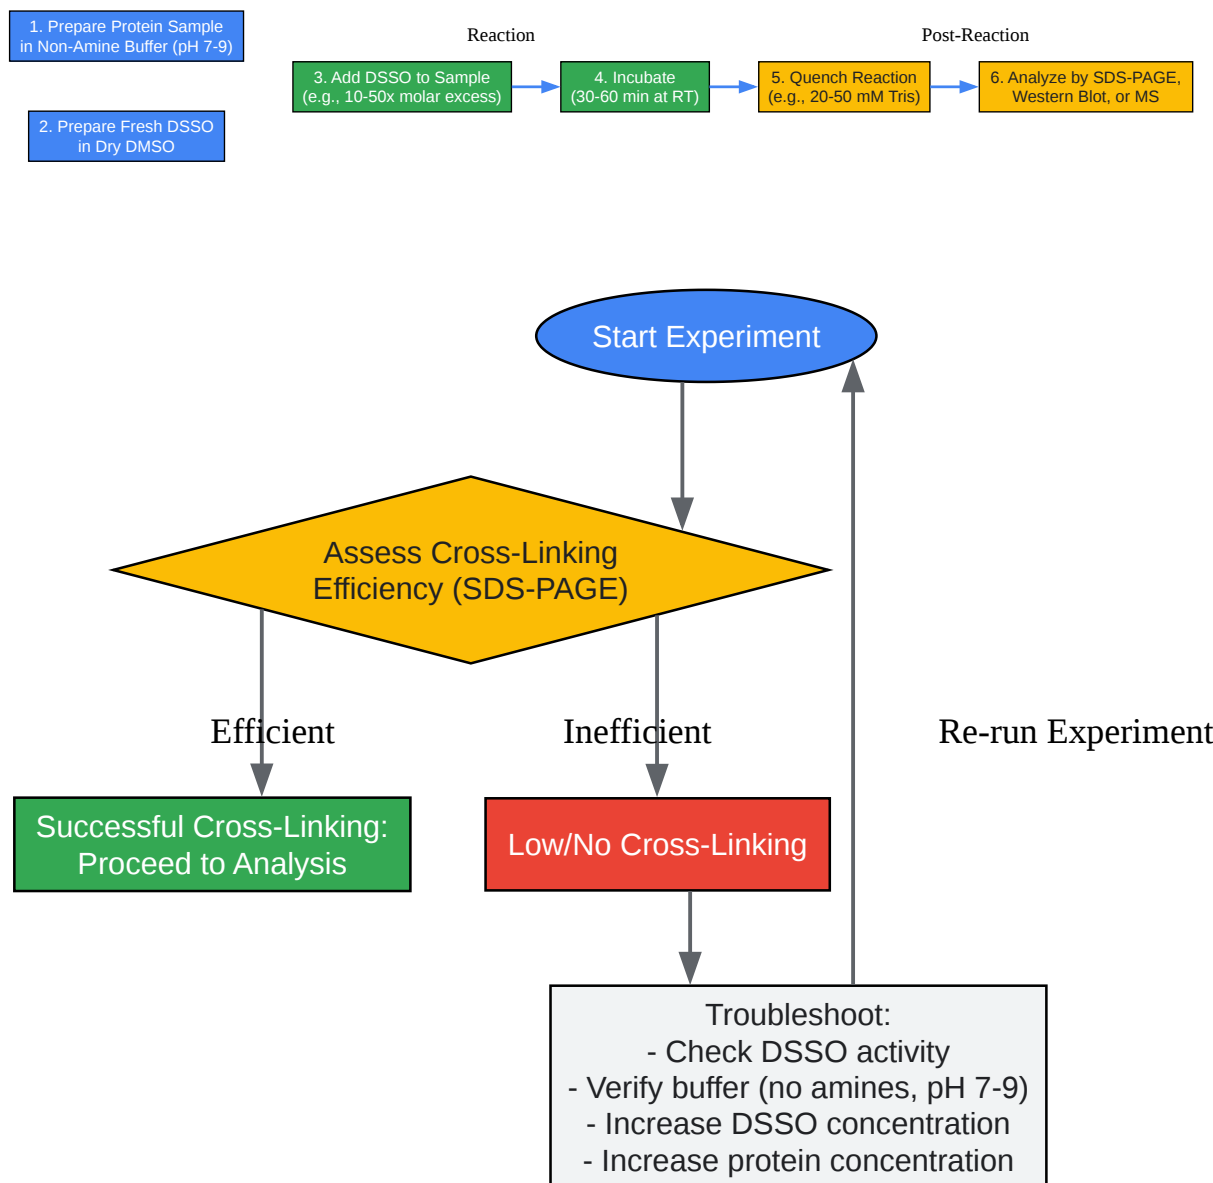 1. Prepare Protein Sample
in Non-Amine Buffer (pH 7-9)
2. Prepare Fresh DSSO
in Dry DMSO
Reaction
3. Add DSSO to Sample
(e.g., 10-50x molar excess)
4. Incubate
(30-60 min at RT)
Post-Reaction
5. Quench Reaction
(e.g., 20-50 mM Tris)
6. Analyze by SDS-PAGE,
Western Blot, or MS
Start Experiment
Assess Cross-Linking
Efficiency (SDS-PAGE)
Efficient
Inefficient
Re-run Experiment
Successful Cross-Linking:
Proceed to Analysis
Low/No Cross-Linking
Troubleshoot:
- Check DSSO activity
- Verify buffer (no amines, pH 7-9)
- Increase DSSO concentration
- Increase protein concentration